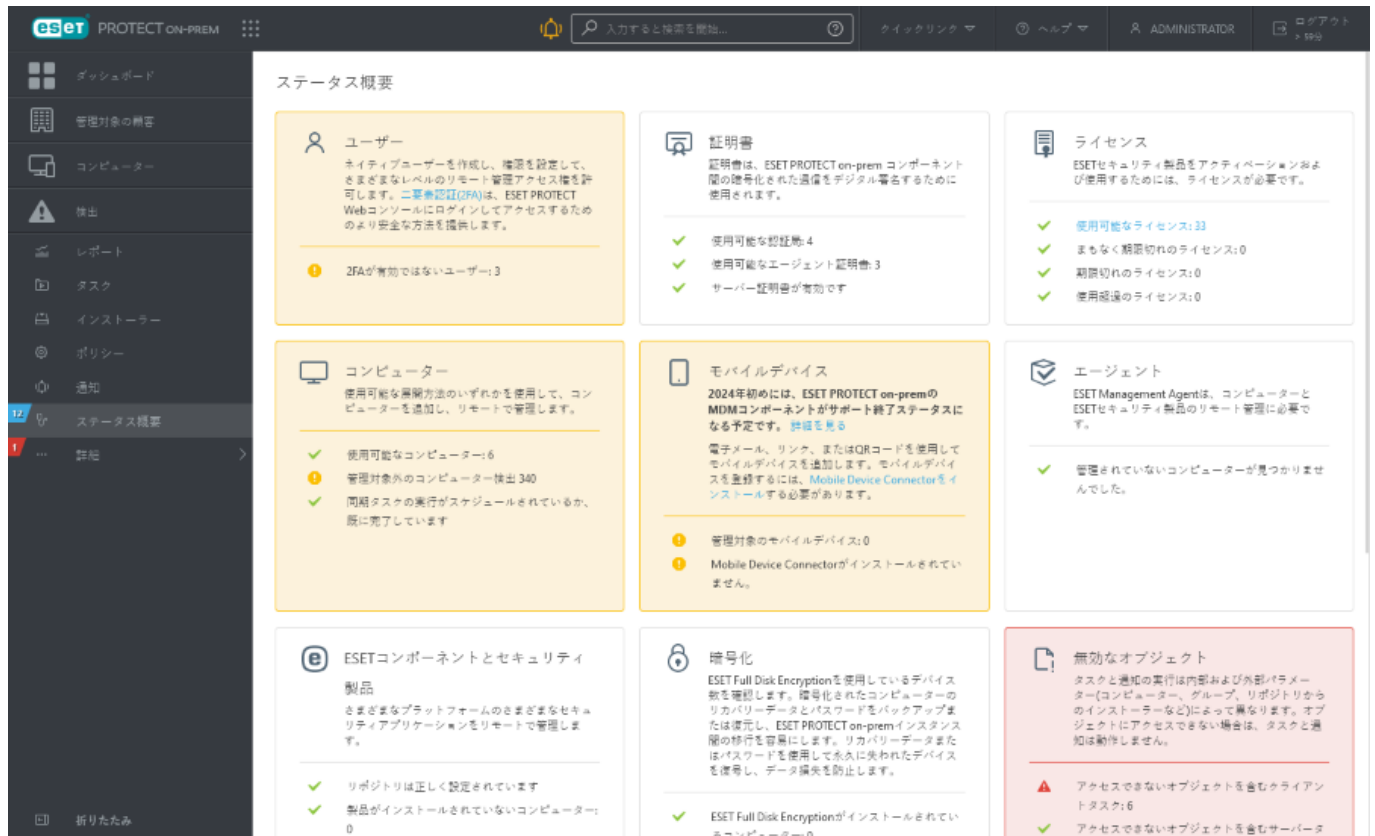 eset PROTECT ON-PREM
入力すると検索を開始...
クイックリンク
ヘルプ
ADMINISTRATOR
ログアウト
> 59分
ダッシュボード
管理対象の顧客
コンピューター
検出
レポート
タスク
インストーラー
ポリシー
通知
12
ステータス概要
1
詳細
折りたたみ
ステータス概要
ユーザー
ネイティブユーザーを作成し、権限を設定して、
さまざまなレベルのリモート管理アクセス権を許
可します。二要素認証(2FA)は、ESET PROTECT
Webコンソールにログインしてアクセスするため
のより安全な方法を提供します。
2FAが有効ではないユーザー: 3
証明書
証明書は、ESET PROTECT on-prem コンポーネント
間の暗号化された通信をデジタル署名するために
使用されます。
使用可能な認証局: 4
使用可能なエージェント証明書: 3
サーバー証明書が有効です
ライセンス
ESETセキュリティ製品をアクティベーションおよ
び使用するためには、ライセンスが必要です。
使用可能なライセンス: 33
まもなく期限切れのライセンス: 0
期限切れのライセンス: 0
使用超過のライセンス: 0
コンピューター
使用可能な展開方法のいずれかを使用して、コン
ピューターを追加し、リモートで管理します。
使用可能なコンピューター: 6
管理対象外のコンピューター検出 340
同期タスクの実行がスケジュールされているか、
既に完了しています
モバイルデバイス
2024年初めには、ESET PROTECT on-premの
MDMコンポーネントがサポート終了ステータスに
なる予定です。 詳細を見る
電子メール、リンク、またはQRコードを使用して
モバイルデバイスを追加します。モバイルデバイ
スを登録するには、Mobile Device Connectorをイ
ンストールする必要があります。
管理対象のモバイルデバイス: 0
Mobile Device Connectorがインストールされてい
ません。
エージェント
ESET Management Agentは、コンピューターと
ESETセキュリティ製品のリモート管理に必要で
す。
管理されていないコンピューターが見つかりませ
んでした。
ESETコンポーネントとセキュリティ
製品
さまざまなプラットフォームのさまざまなセキュ
リティアプリケーションをリモートで管理しま
す。
リポジトリは正しく設定されています
製品がインストールされていないコンピューター:
0
暗号化
ESET Full Disk Encryptionを使用しているデバイス
数を確認します。暗号化されたコンピューターの
リカバリーデータとパスワードをバックアップま
たは復元し、ESET PROTECT on-premインスタンス
間の移行を容易にします。リカバリーデータまた
はパスワードを使用して永久に失われたデバイス
を復号し、データ損失を防止します。
ESET Full Disk Encryptionがインストールされてい
るコンピューター: 0
無効なオブジェクト
タスクと通知の実行は内部および外部パラメー
ター(コンピューター、グループ、リポジトリから
のインストーラーなど)によって異なります。オブ
ジェクトにアクセスできない場合は、タスクと通
知は動作しません。
アクセスできないオブジェクトを含むクライアン
トタスク: 6
アクセスできないオブジェクトを含むサーバータ